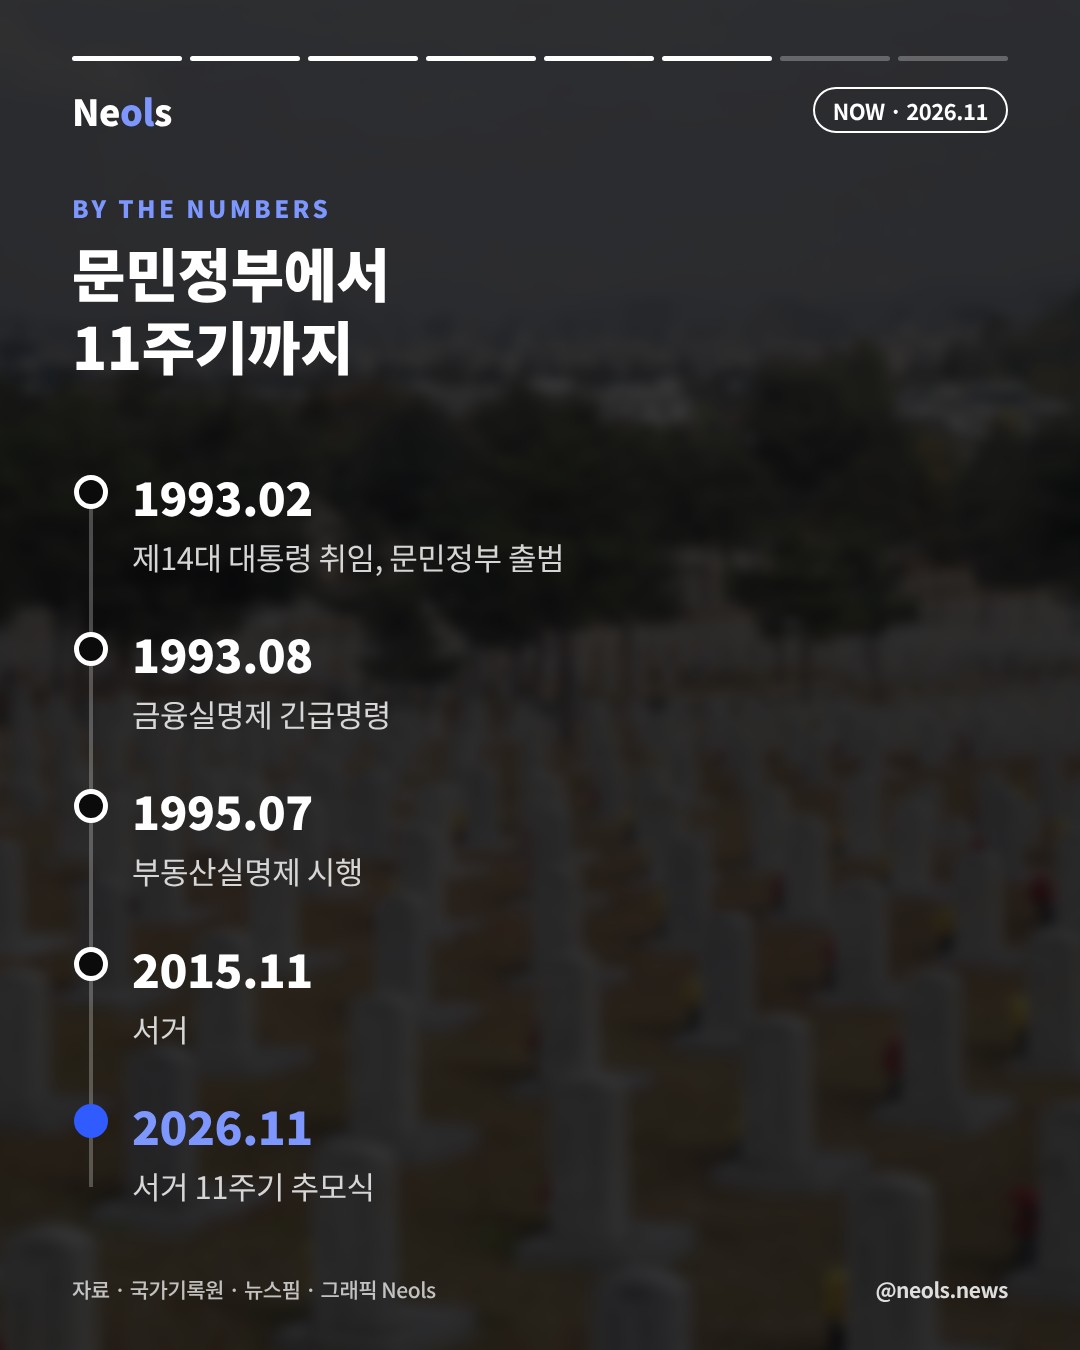 Neols
NOW · 2026.11
BY THE NUMBERS
문민정부에서
11주기까지
1993.02
제14대 대통령 취임, 문민정부 출범
1993.08
금융실명제 긴급명령
1995.07
부동산실명제 시행
2015.11
서거
2026.11
서거 11주기 추모식
자료 · 국가기록원 · 뉴스핌 · 그래픽 Neols
@neols.news